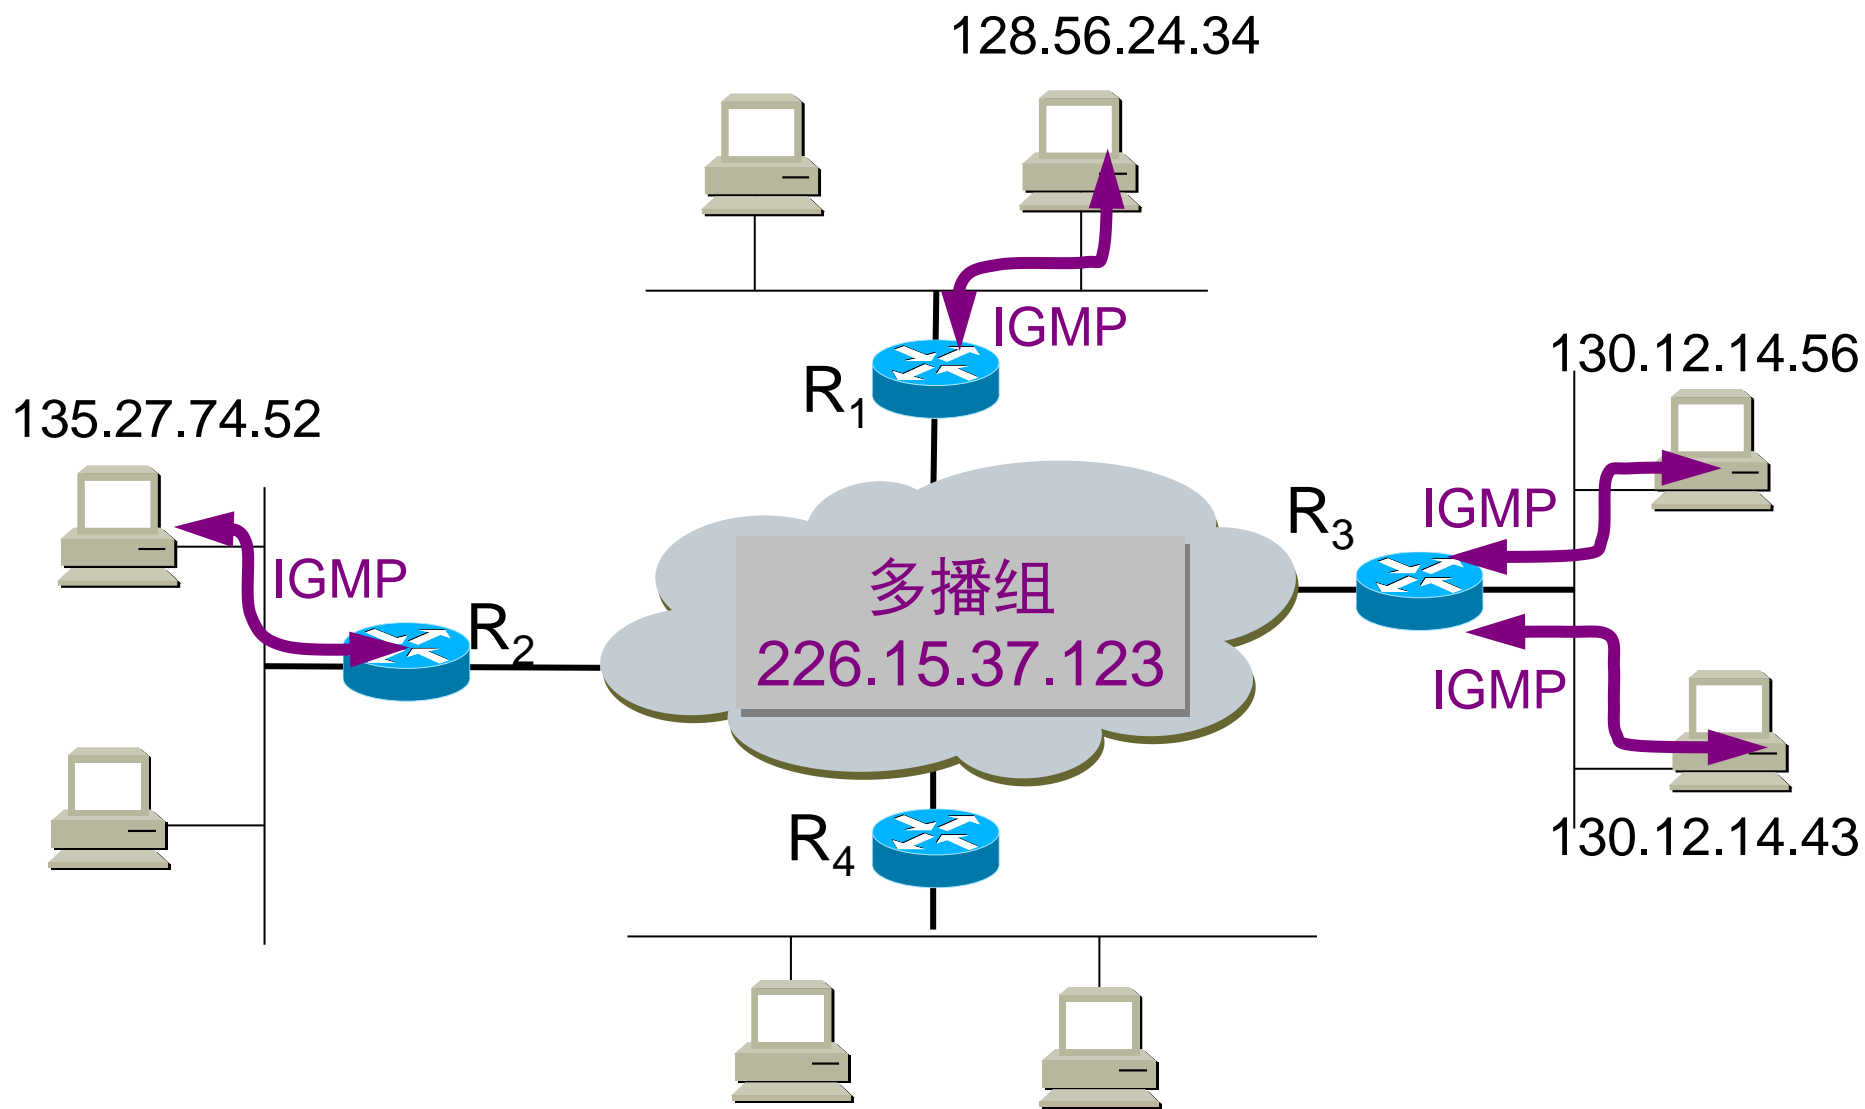 128.56.24.34
IGMP
R1
130.12.14.56
135.27.74.52
R3
IGMP
IGMP
多播组
R2
226.15.37.123
IGMP
R4
130.12.14.43